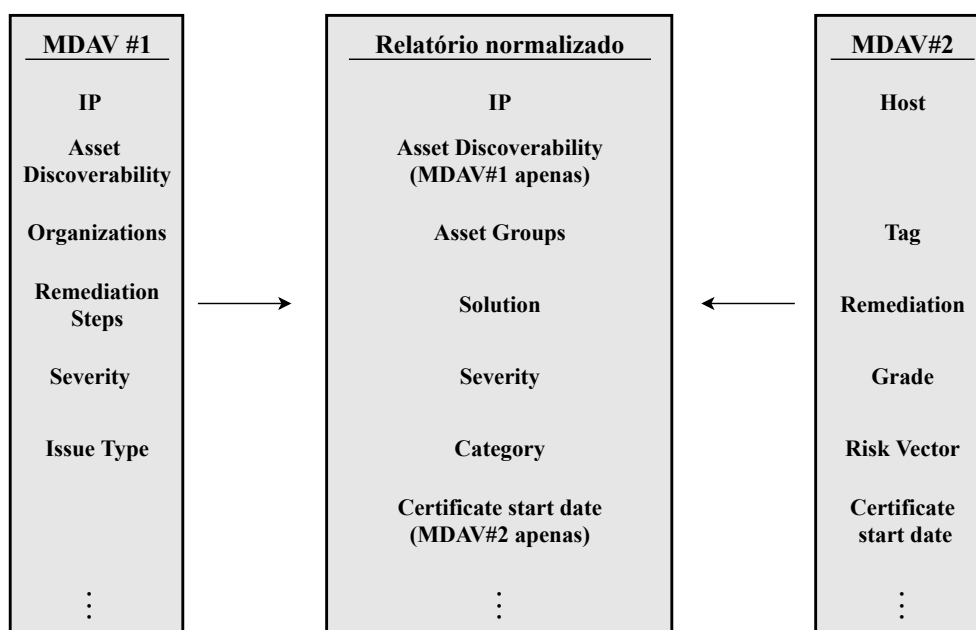 MDAV #1
IP
Asset
Discoverability
Organizations
Remediation
Steps
Severity
Issue Type
Relatório normalizado
IP
Asset Discoverability
(MDAV#1 apenas)
Asset Groups
Solution
Severity
Category
Certificate start date
(MDAV#2 apenas)
MDAV#2
Host
Tag
Remediation
Grade
Risk Vector
Certificate
start date